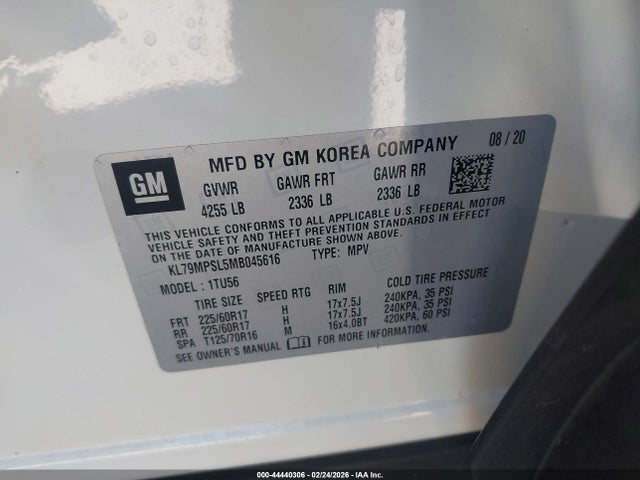 GM
MFD BY GM KOREA COMPANY 08 / 20
GVWR GAWR FRT GAWR RR
4255 LB 2336 LB 2336 LB
THIS VEHICLE CONFORMS TO ALL APPLICABLE U.S. FEDERAL MOTOR
VEHICLE SAFETY AND THEFT PREVENTION STANDARDS IN EFFECT ON
THE DATE OF MANUFACTURE SHOWN ABOVE.
KL79MPSL5MB045616 TYPE: MPV
MODEL: 1TU56
TIRE SIZE SPEED RTG RIM COLD TIRE PRESSURE
FRT 225/60R17 H 17x7.5J 240KPA, 35 PSI
RR 225/60R17 H 17x7.5J 240KPA, 35 PSI
SPA T125/70R16 M 16x4.0BT 420KPA, 60 PSI
SEE OWNER'S MANUAL FOR MORE INFORMATION.
000-44440306 - 02/24/2026 - IAA Inc.